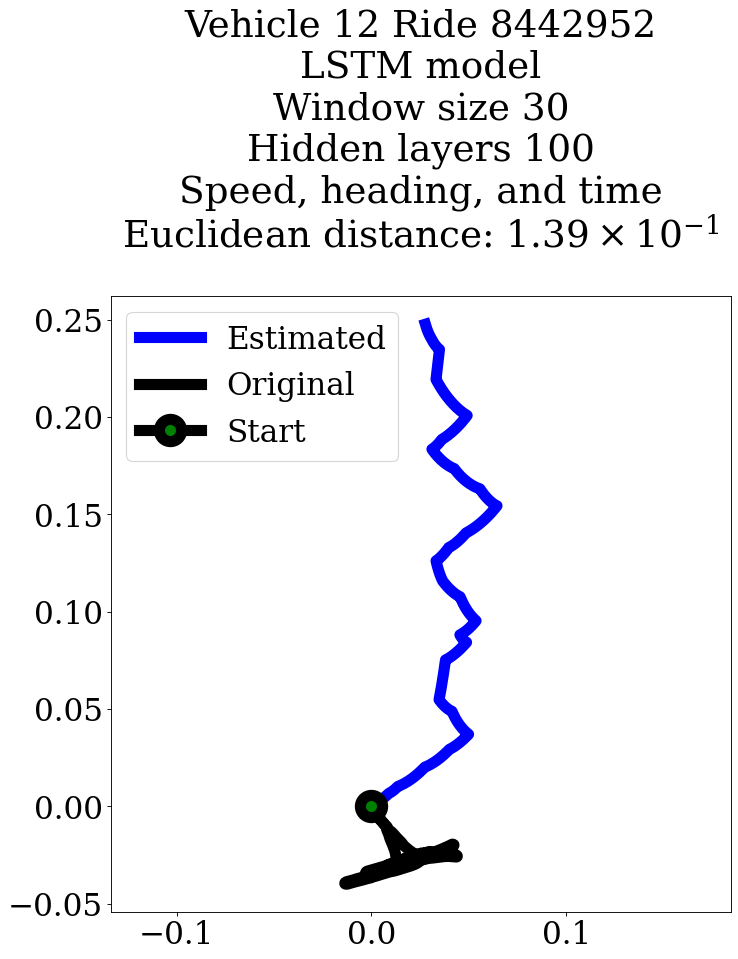 Vehicle 12 Ride 8442952
LSTM model
Window size 30
Hidden layers 100
Speed, heading, and time
Euclidean distance: 1.39 × 10⁻¹
Estimated
Original
Start
0.25
0.20
0.15
0.10
0.05
0.00
−0.05
−0.1
0.0
0.1